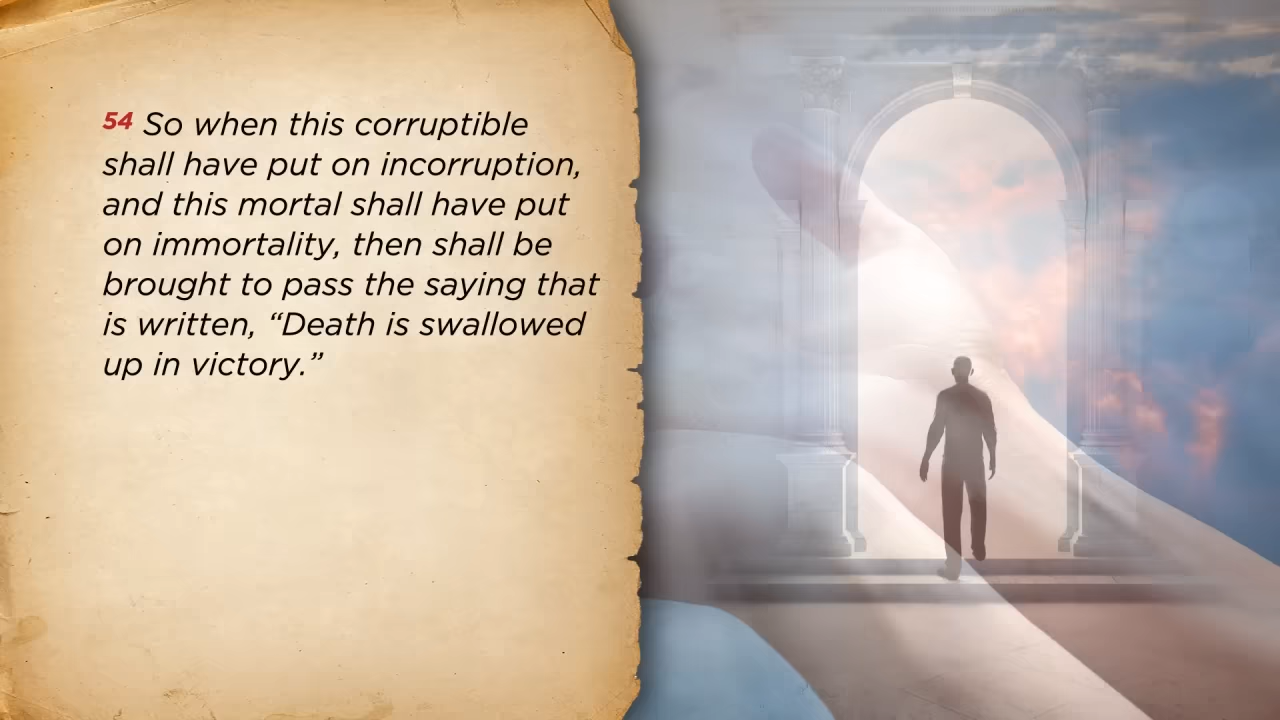 54 So when this corruptible
shall have put on incorruption,
and this mortal shall have put
on immortality, then shall be
brought to pass the saying that
is written, “Death is swallowed
up in victory.”